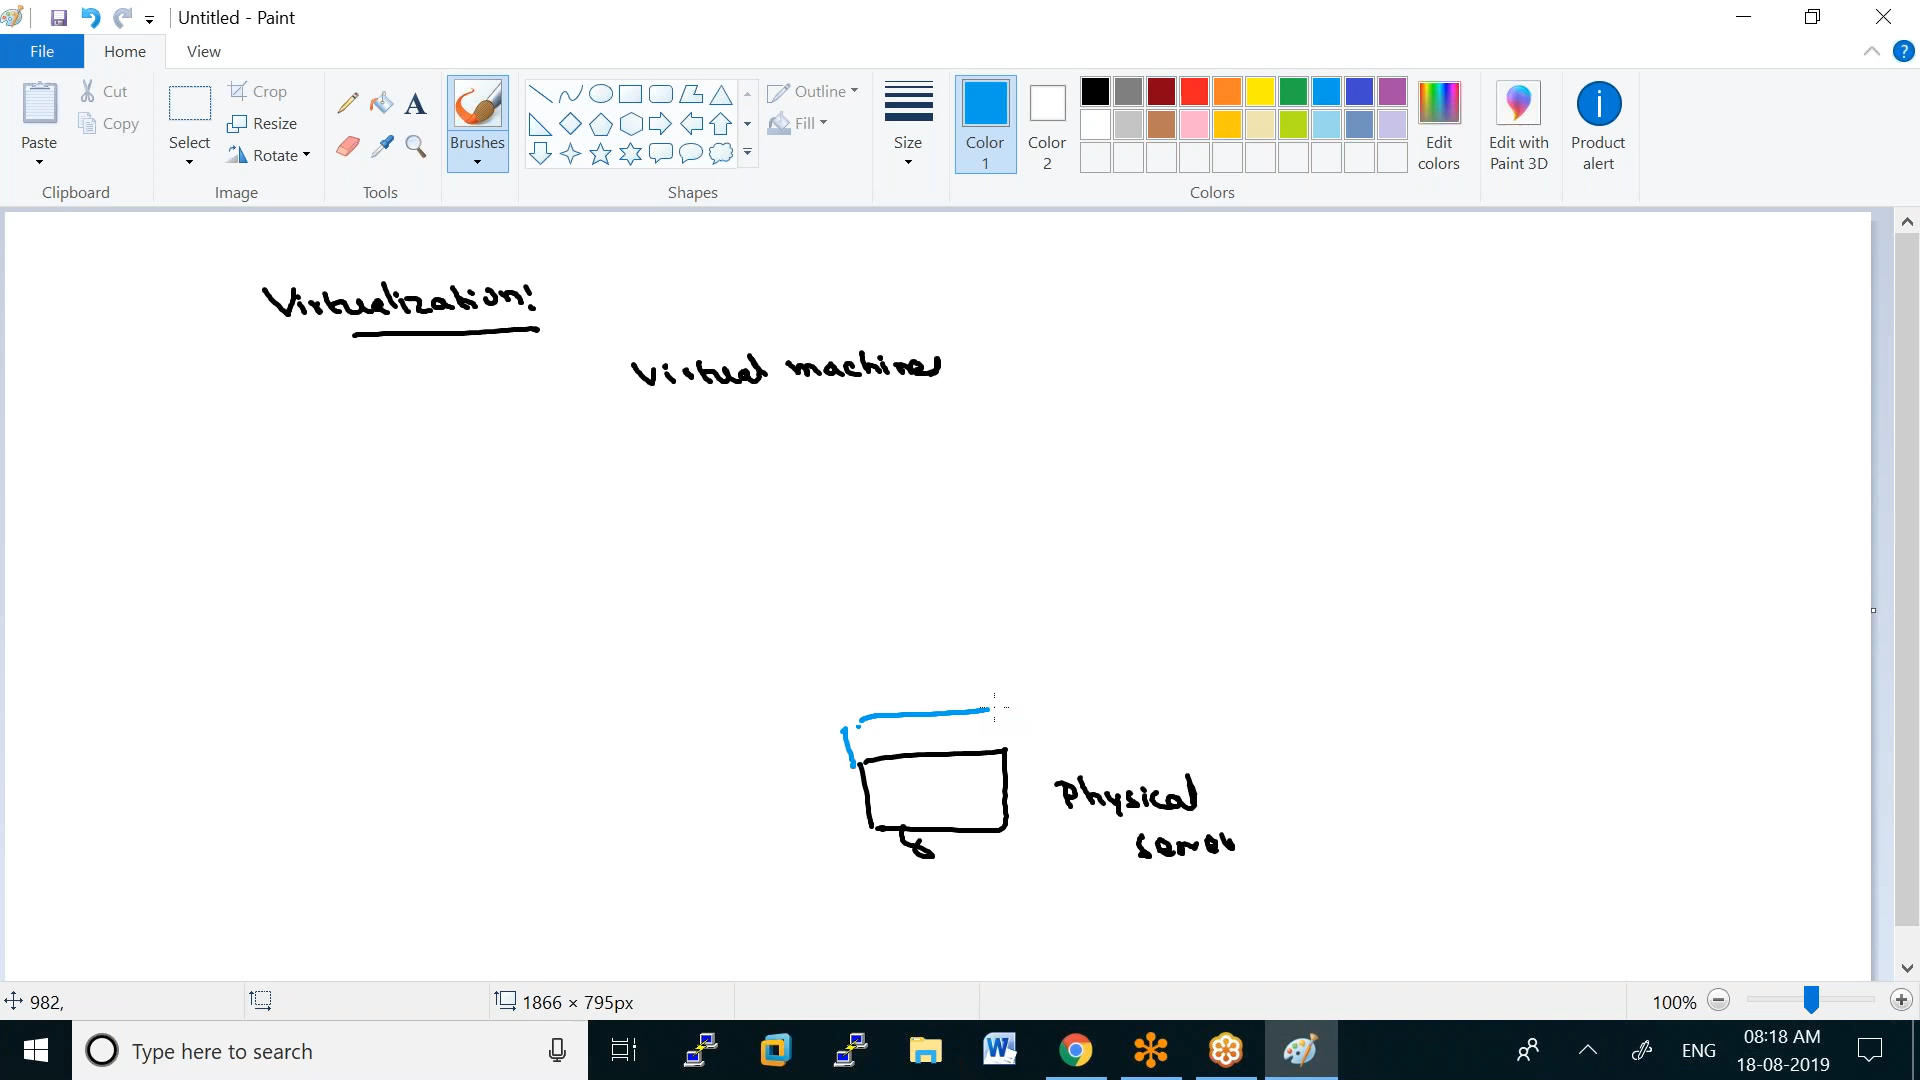 Untitled - Paint
File Home View
Paste
Cut
Copy
Clipboard
Select
Crop
Resize
Rotate
Image
Tools
Brushes
Shapes
Outline
Fill
Size
Color 1
Color 2
Colors
Edit colors
Edit with Paint 3D
Product alert
Virtualization:
Virtual machines
Physical
982,
1866 × 795px
100%
Type here to search
ENG
08:18 AM
18-08-2019